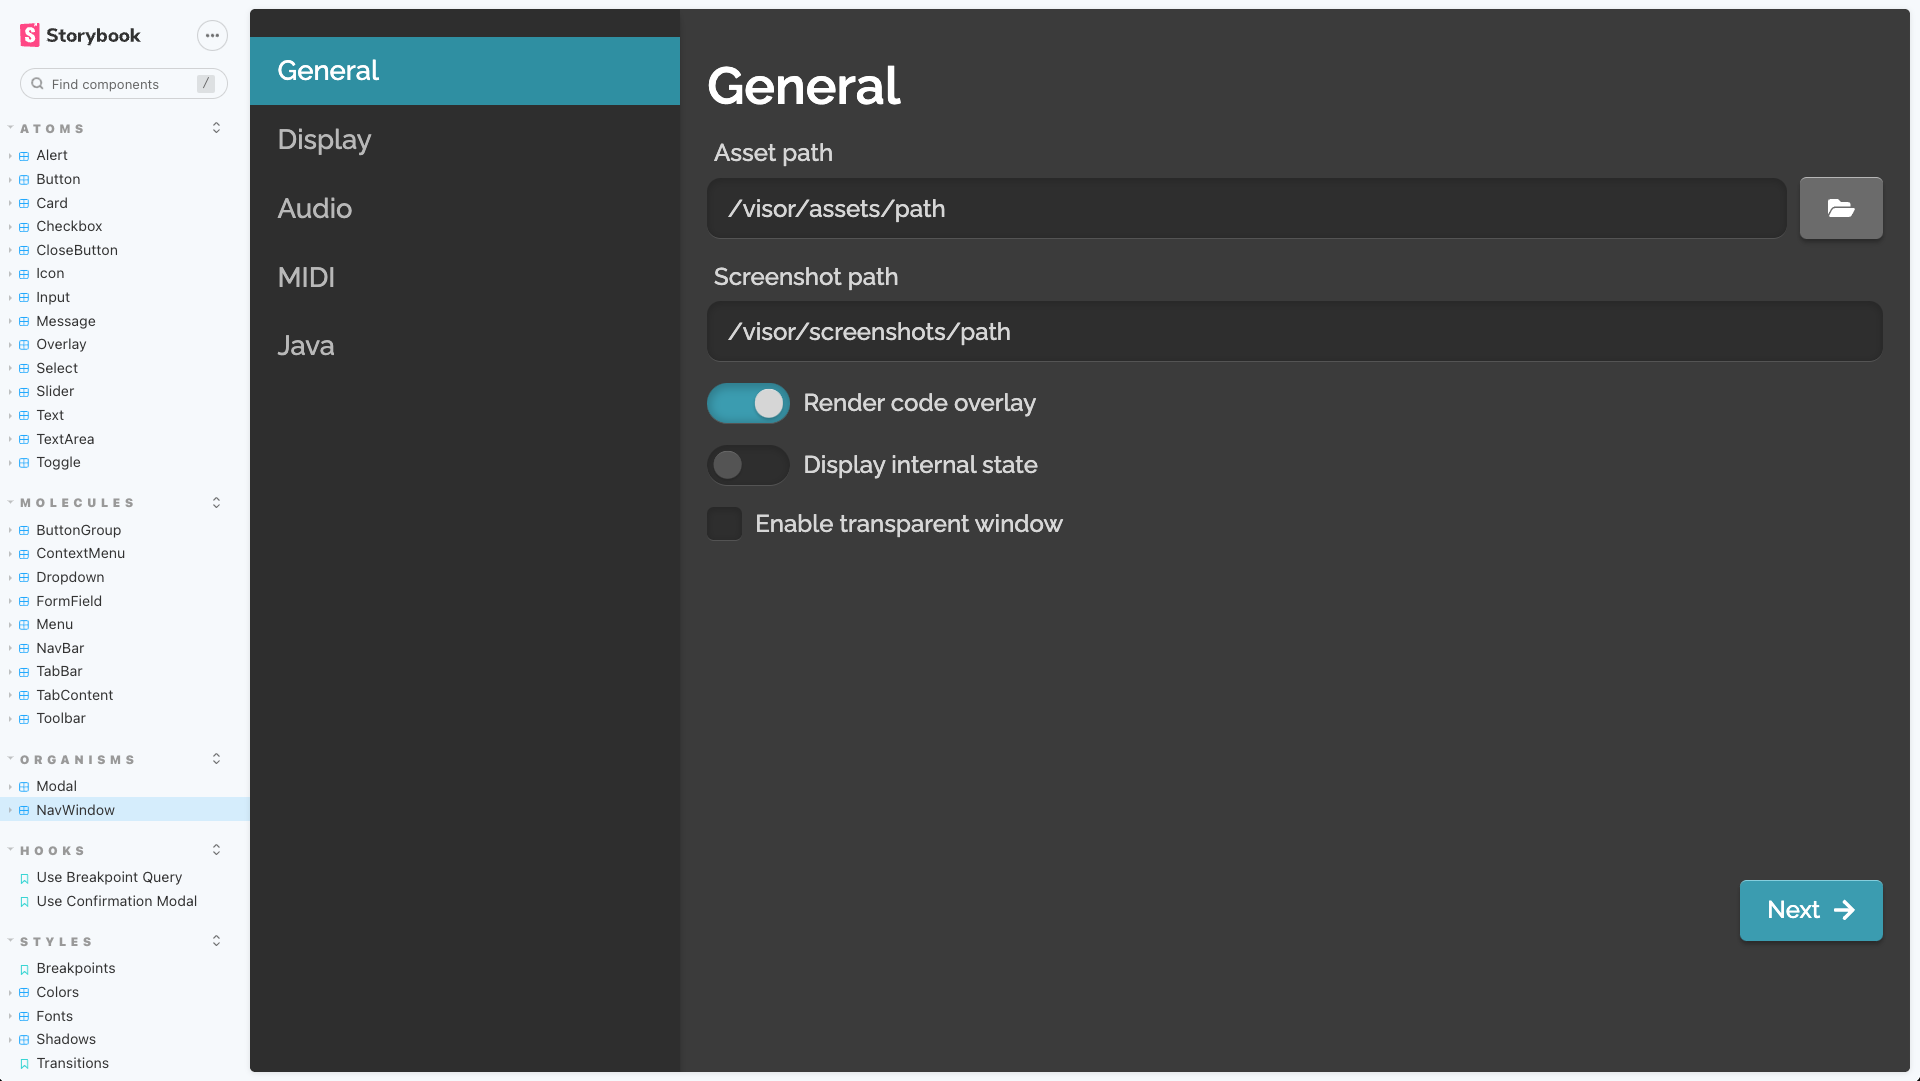 Storybook
Find components /
ATOMS
Alert
Button
Card
Checkbox
CloseButton
Icon
Input
Message
Overlay
Select
Slider
Text
TextArea
Toggle
MOLECULES
ButtonGroup
ContextMenu
Dropdown
FormField
Menu
NavBar
TabBar
TabContent
Toolbar
ORGANISMS
Modal
NavWindow
HOOKS
Use Breakpoint Query
Use Confirmation Modal
STYLES
Breakpoints
Colors
Fonts
Shadows
Transitions
General
Display
Audio
MIDI
Java
General
Asset path
/visor/assets/path
Screenshot path
/visor/screenshots/path
Render code overlay
Display internal state
Enable transparent window
Next